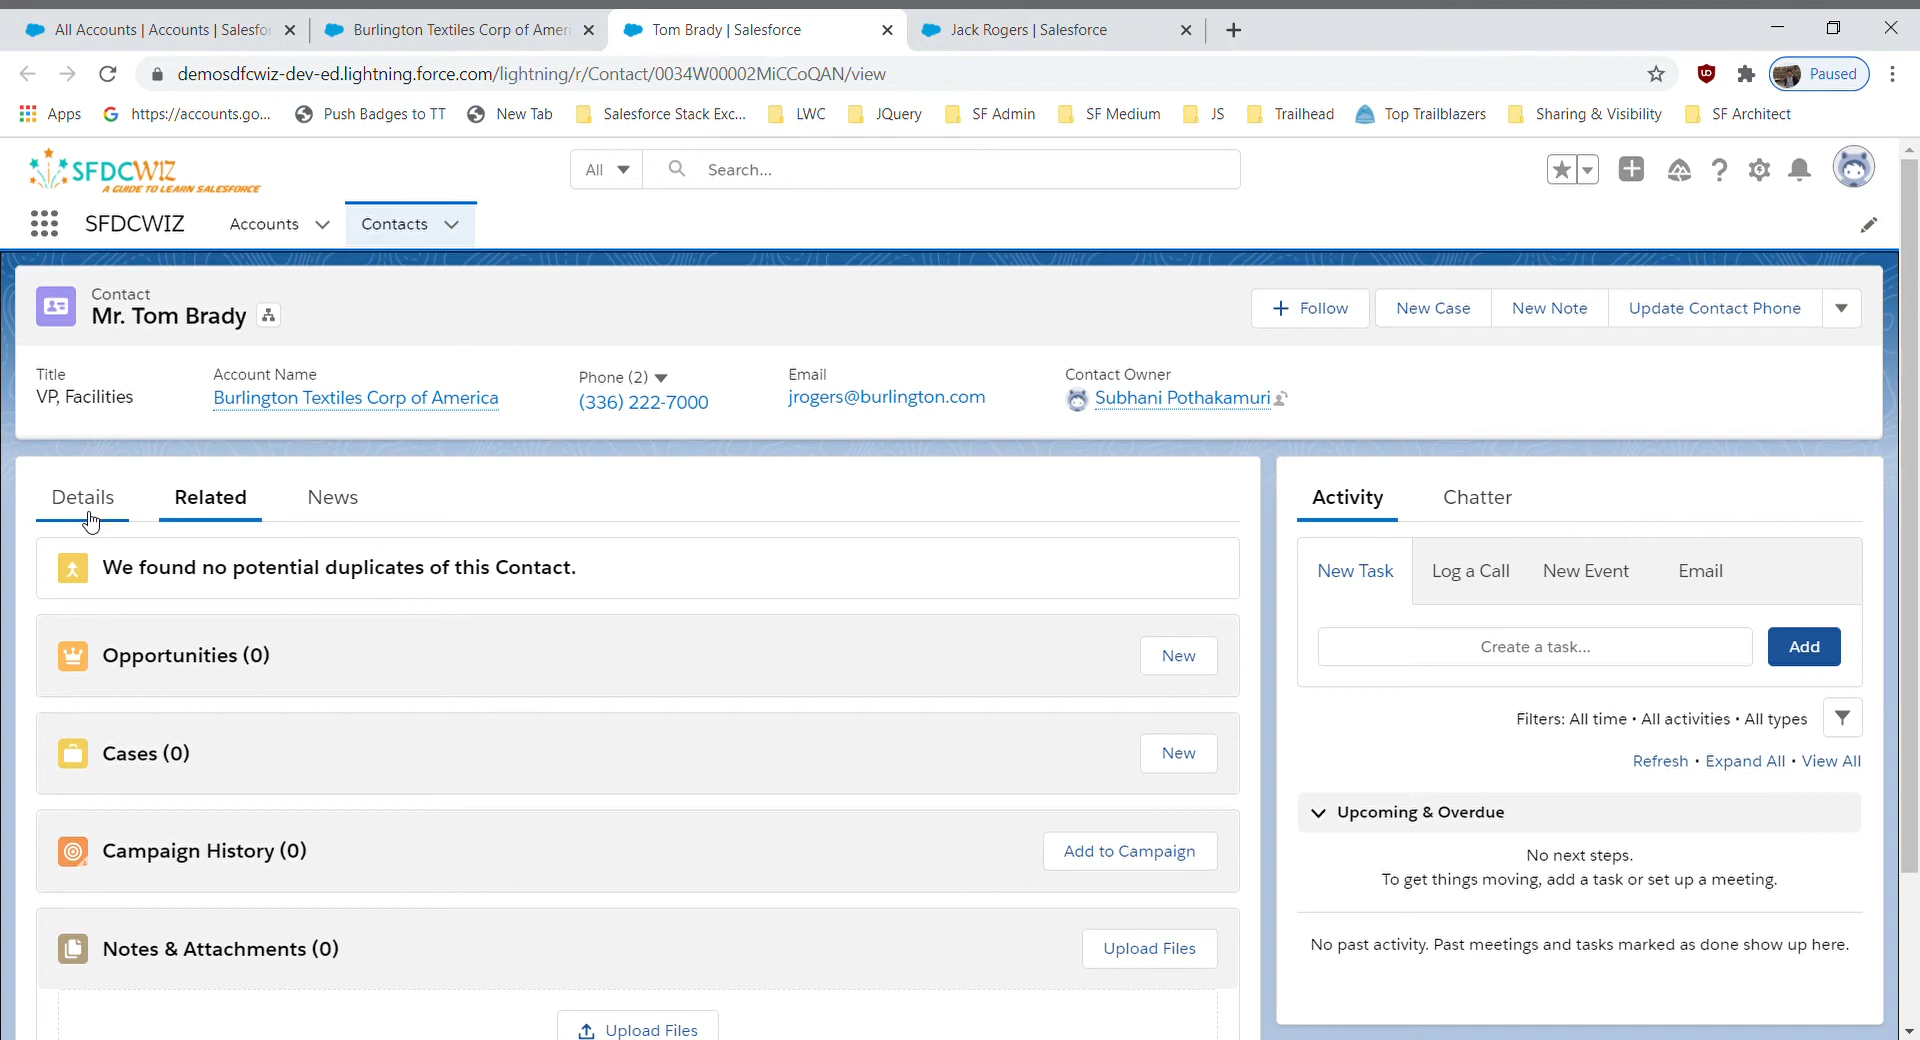 All Accounts | Accounts | Salesfor
Burlington Textiles Corp of Ameri
Tom Brady | Salesforce
Jack Rogers | Salesforce
demosdfcwiz-dev-ed.lightning.force.com/lightning/r/Contact/0034W00002MiCCoQAN/view
Paused
Apps
https://accounts.go...
Push Badges to TT
New Tab
Salesforce Stack Exc...
LWC
JQuery
SF Admin
SF Medium
JS
Trailhead
Top Trailblazers
Sharing & Visibility
SF Architect
SFDCWIZ
A GUIDE TO LEARN SALESFORCE
All
Search...
SFDCWIZ
Accounts
Contacts
Contact
Mr. Tom Brady
Follow
New Case
New Note
Update Contact Phone
Title
VP, Facilities
Account Name
Burlington Textiles Corp of America
Phone (2)
(336) 222-7000
Email
jrogers@burlington.com
Contact Owner
Subhani Pothakamuri
Details
Related
News
We found no potential duplicates of this Contact.
Opportunities (0)
New
Cases (0)
New
Campaign History (0)
Add to Campaign
Notes & Attachments (0)
Upload Files
Upload Files
Activity
Chatter
New Task
Log a Call
New Event
Email
Create a task...
Add
Filters: All time • All activities • All types
Refresh • Expand All • View All
Upcoming & Overdue
No next steps.
To get things moving, add a task or set up a meeting.
No past activity. Past meetings and tasks marked as done show up here.